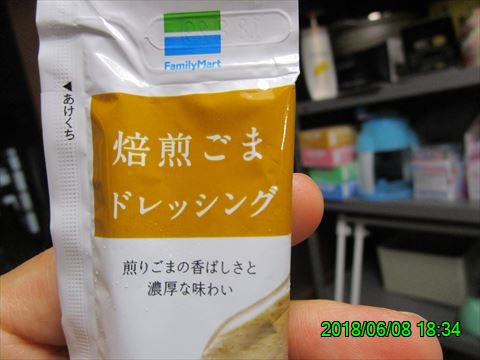 FamilyMart
◀あけくち
焙煎ごま
ドレッシング
煎りごまの香ばしさと
濃厚な味わい
2018/06/08 18:34